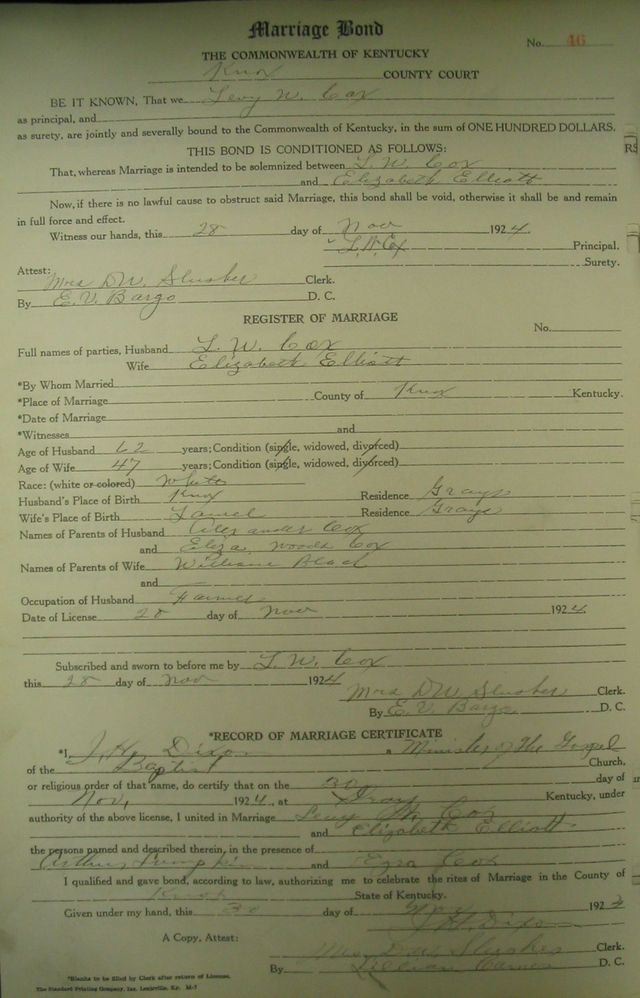 Marriage Bond
No. 46
THE COMMONWEALTH OF KENTUCKY
Knox COUNTY COURT
BE IT KNOWN, That we Levy W. Cox
as principal, and
as surety, are jointly and severally bound to the Commonwealth of Kentucky, in the sum of ONE HUNDRED DOLLARS.
THIS BOND IS CONDITIONED AS FOLLOWS:
That, whereas Marriage is intended to be solemnized between L. W. Cox
and Elizabeth Elliott
Now, if there is no lawful cause to obstruct said Marriage, this bond shall be void, otherwise it shall be and remain
in full force and effect.
Witness our hands, this 28 day of Nov 1924.
L. W. Cox Principal.
Surety.
Attest:
Mrs D W. Slusher Clerk.
By E. V. Bargo D. C.
REGISTER OF MARRIAGE
No.
Full names of parties, Husband L. W. Cox
Wife Elizabeth Elliott
*By Whom Married
*Place of Marriage County of Knox Kentucky.
*Date of Marriage
*Witnesses and
Age of Husband 62 years; Condition (single, widowed, divorced)
Age of Wife 47 years; Condition (single, widowed, divorced)
Race: (white or colored) White
Husband's Place of Birth Knox Residence Grays
Wife's Place of Birth Laurel Residence Grays
Names of Parents of Husband Alexander Cox
and Eliza Woods Cox
Names of Parents of Wife William
and
Occupation of Husband Farmer
Date of License 28 day of Nov 1924.
Subscribed and sworn to before me by L. W. Cox
this 28 day of Nov 1924
Mrs D W Slusher Clerk.
By E. V. Bargo D. C.
*RECORD OF MARRIAGE CERTIFICATE
*I, J. H. Dixon a Minister of the Gospel
of the Baptist Church,
or religious order of that name, do certify that on the 30 day of
Nov, 1924, at Gray Kentucky, under
authority of the above license, I united in Marriage Levy W. Cox
and Elizabeth Elliott
the persons named and described therein, in the presence of
Arthur and Ezra Cox
I qualified and gave bond, according to law, authorizing me to celebrate the rites of Marriage in the County of
Knox State of Kentucky.
Given under my hand, this 30 day of Nov 192
J. H. Dixon
A Copy, Attest:
Mrs. D. W. Slusher Clerk.
By Lillian D. C.
*Blanks to be filled by Clerk after return of License.
The Standard Printing Company, Inc. Louisville, Ky. M-7